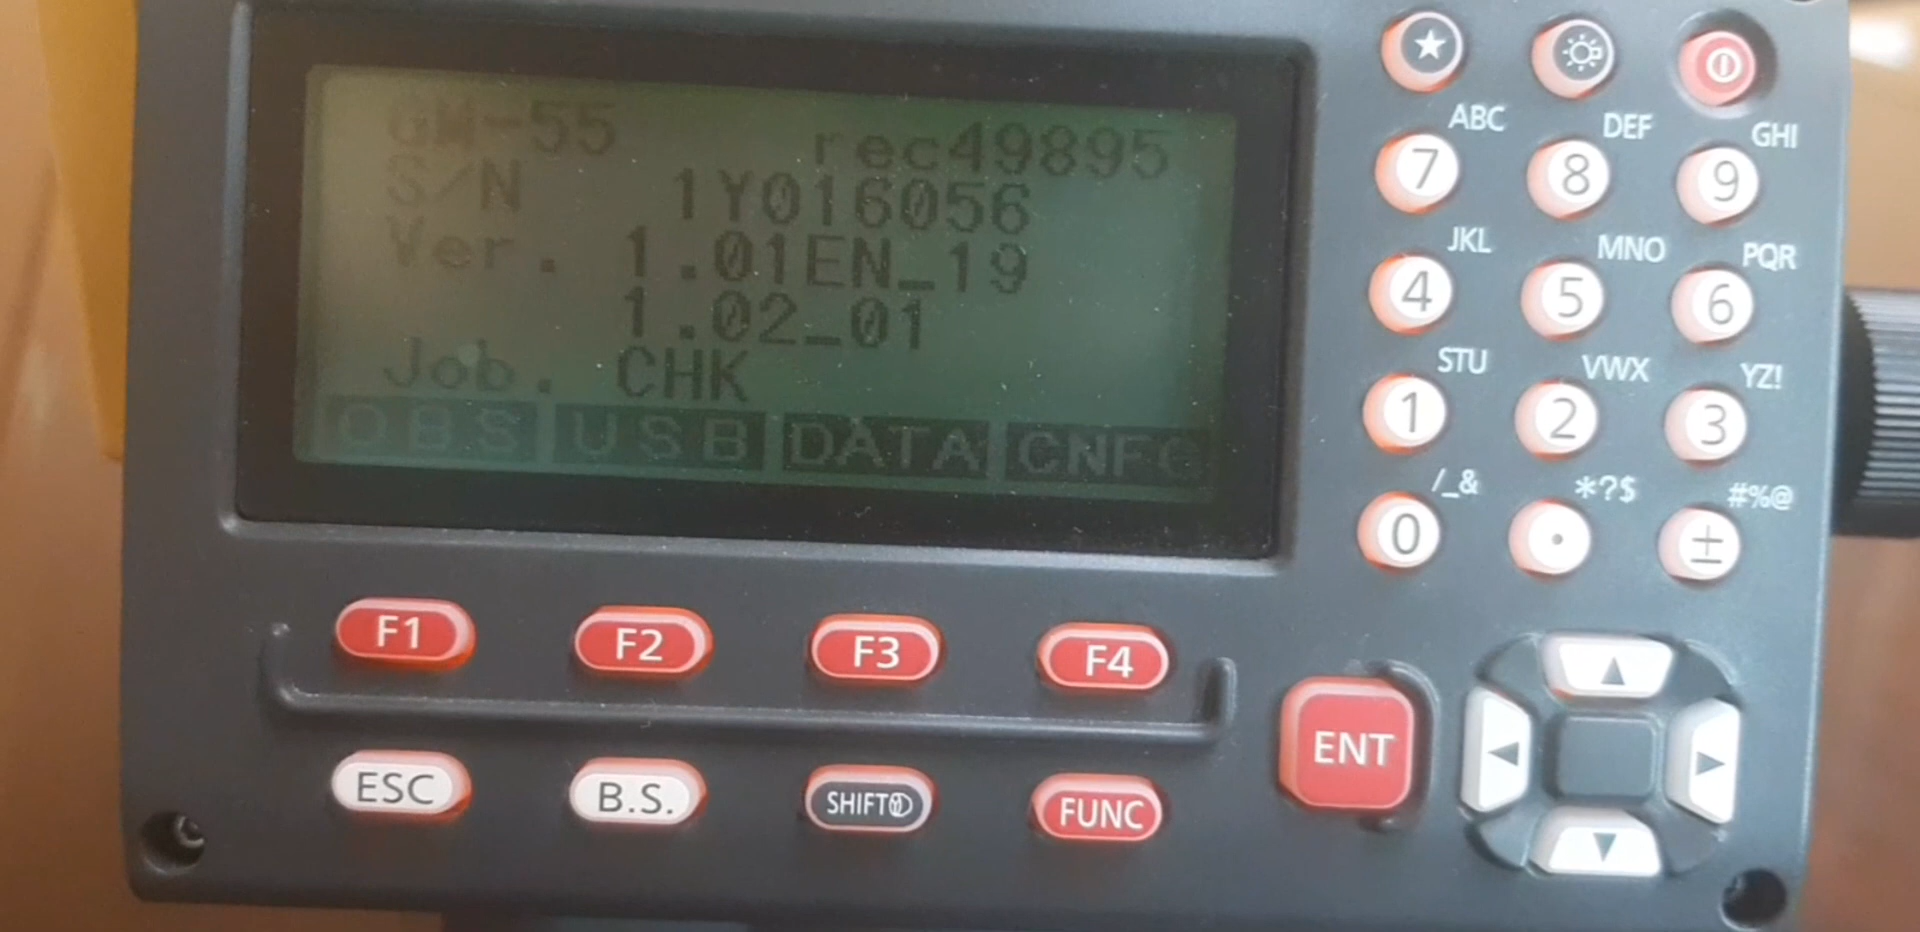 GM-55 rec49895
S/N 1Y016056
Ver. 1.01EN_19
1.02_01
Job. CHK
OBS USB DATA CNFG
ABC DEF GHI
7 8 9
JKL MNO PQR
4 5 6
STU VWX YZ!
1 2 3
/_& *?$ #%@
0 . ±
F1 F2 F3 F4
ENT
ESC B.S. SHIFT FUNC